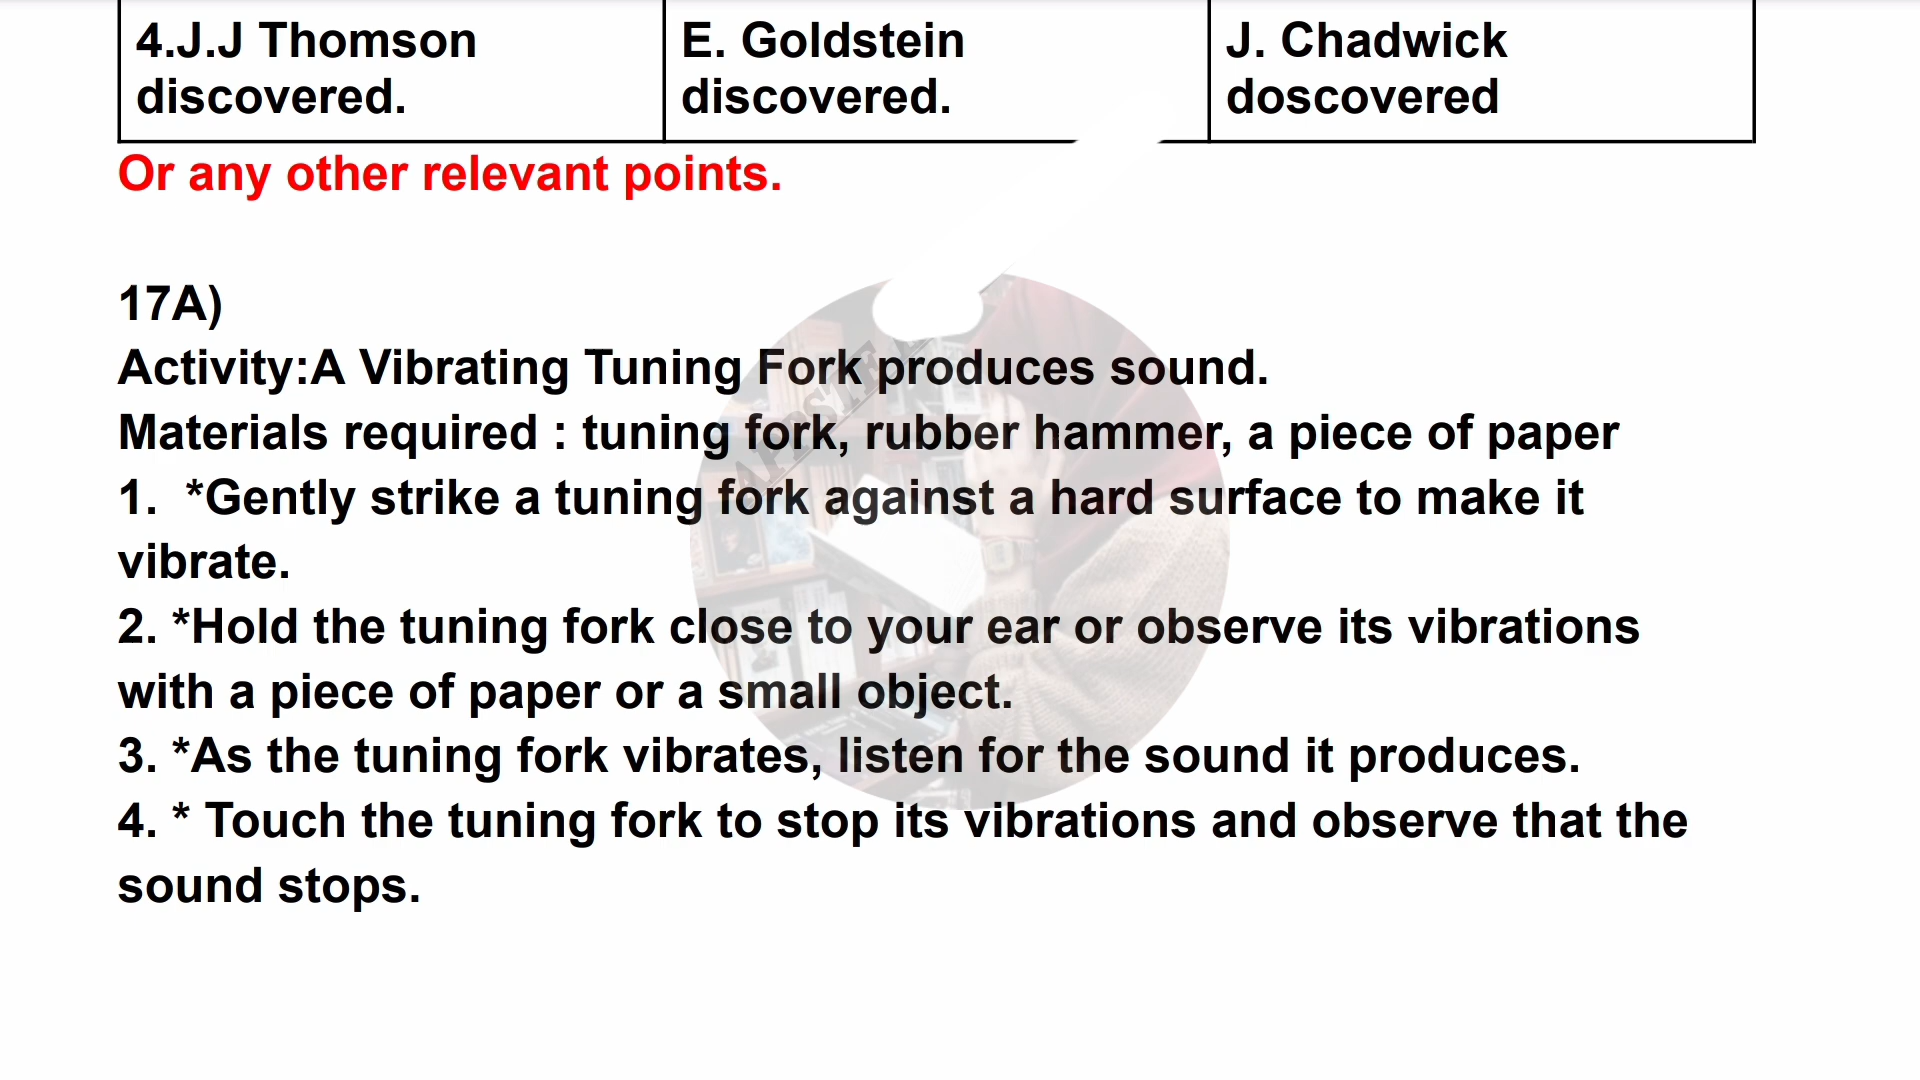 4.J.J Thomson
discovered.
E. Goldstein
discovered.
J. Chadwick
doscovered
Or any other relevant points.
17A)
Activity:A Vibrating Tuning Fork produces sound.
Materials required : tuning fork, rubber hammer, a piece of paper
1.  *Gently strike a tuning fork against a hard surface to make it
vibrate.
2. *Hold the tuning fork close to your ear or observe its vibrations
with a piece of paper or a small object.
3. *As the tuning fork vibrates, listen for the sound it produces.
4. * Touch the tuning fork to stop its vibrations and observe that the
sound stops.